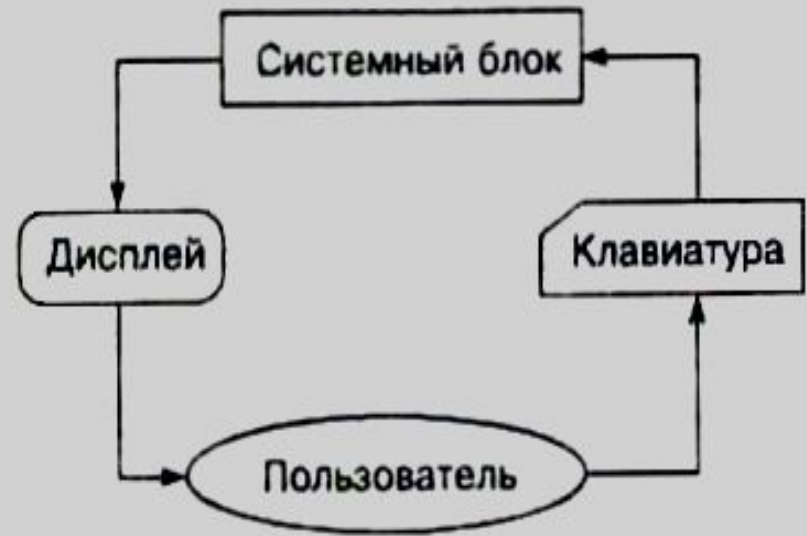 Системный блок
Дисплей
Клавиатура
Пользователь